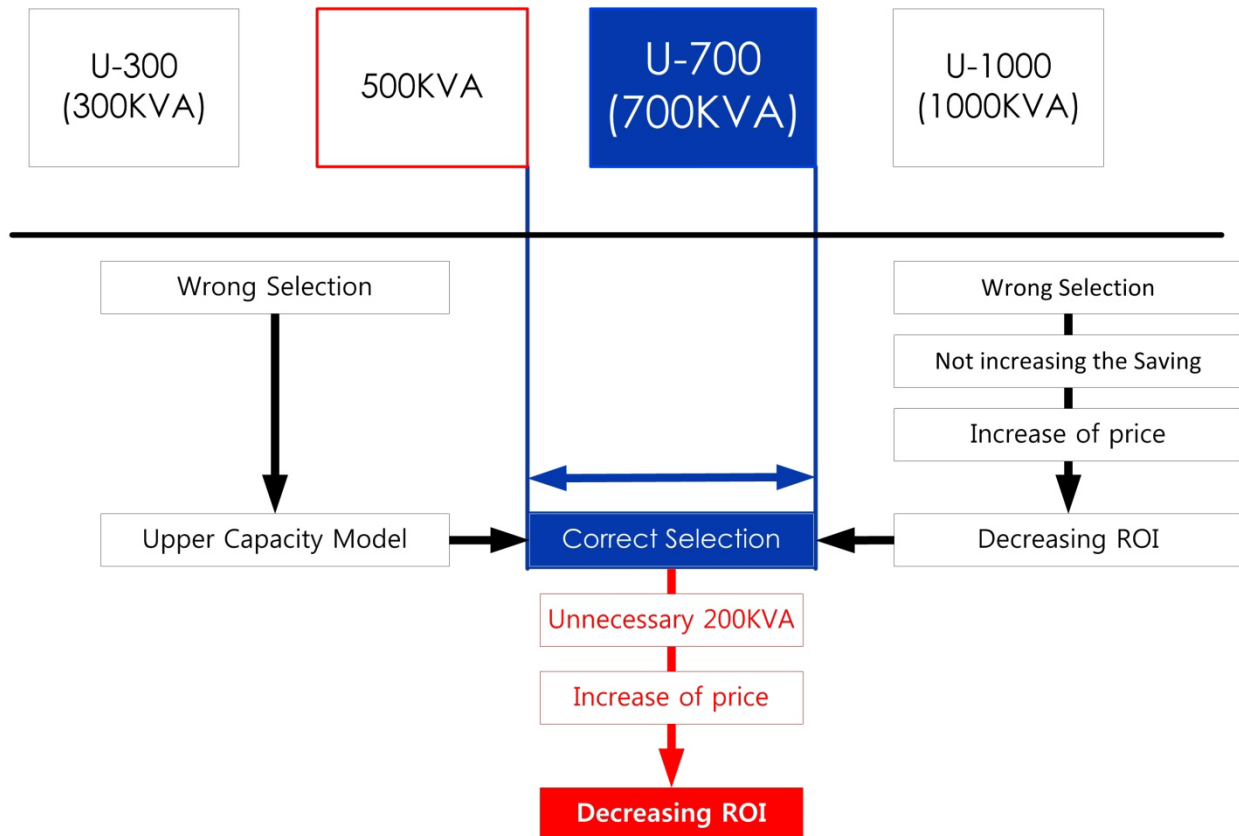 U-300
(300KVA)
500KVA
U-700
(700KVA)
U-1000
(1000KVA)
Wrong Selection
Upper Capacity Model
Correct Selection
Unnecessary 200KVA
Increase of price
Decreasing ROI
Wrong Selection
Not increasing the Saving
Increase of price
Decreasing ROI